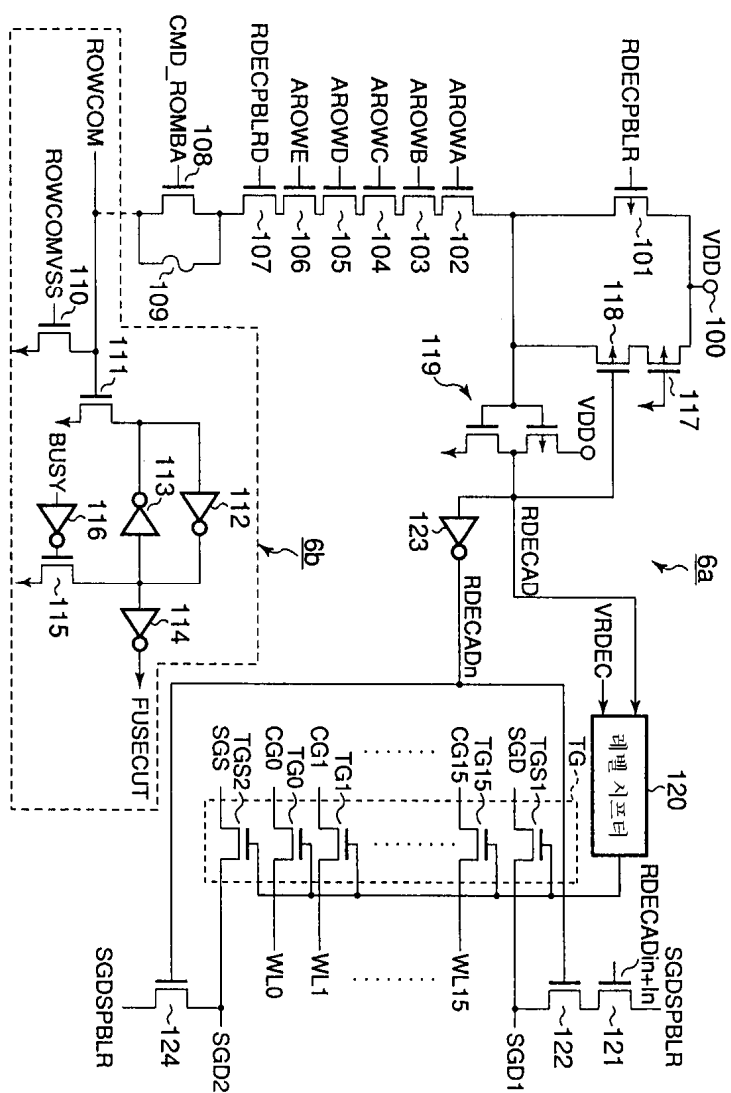 6a
VDD
100
RDECPBLR
101
118
117
119
VDD
RDECAD
123
RDECADn
VRDEC
레벨 시프터
120
AROWA
102
AROWB
103
AROWC
104
AROWD
105
AROWE
106
RDECPBLRD
107
CMD_ROMBA
108
109
ROWCOM
ROWCOMVSS
110
111
112
113
BUSY
116
115
114
FUSECUT
6b
TG
TGS1
SGD
TG15
CG15
TG1
CG1
TG0
CG0
TGS2
SGS
RDECADin+In
SGDSPBLR
121
122
SGD1
WL15
WL1
WL0
SGD2
124
SGDSPBLR